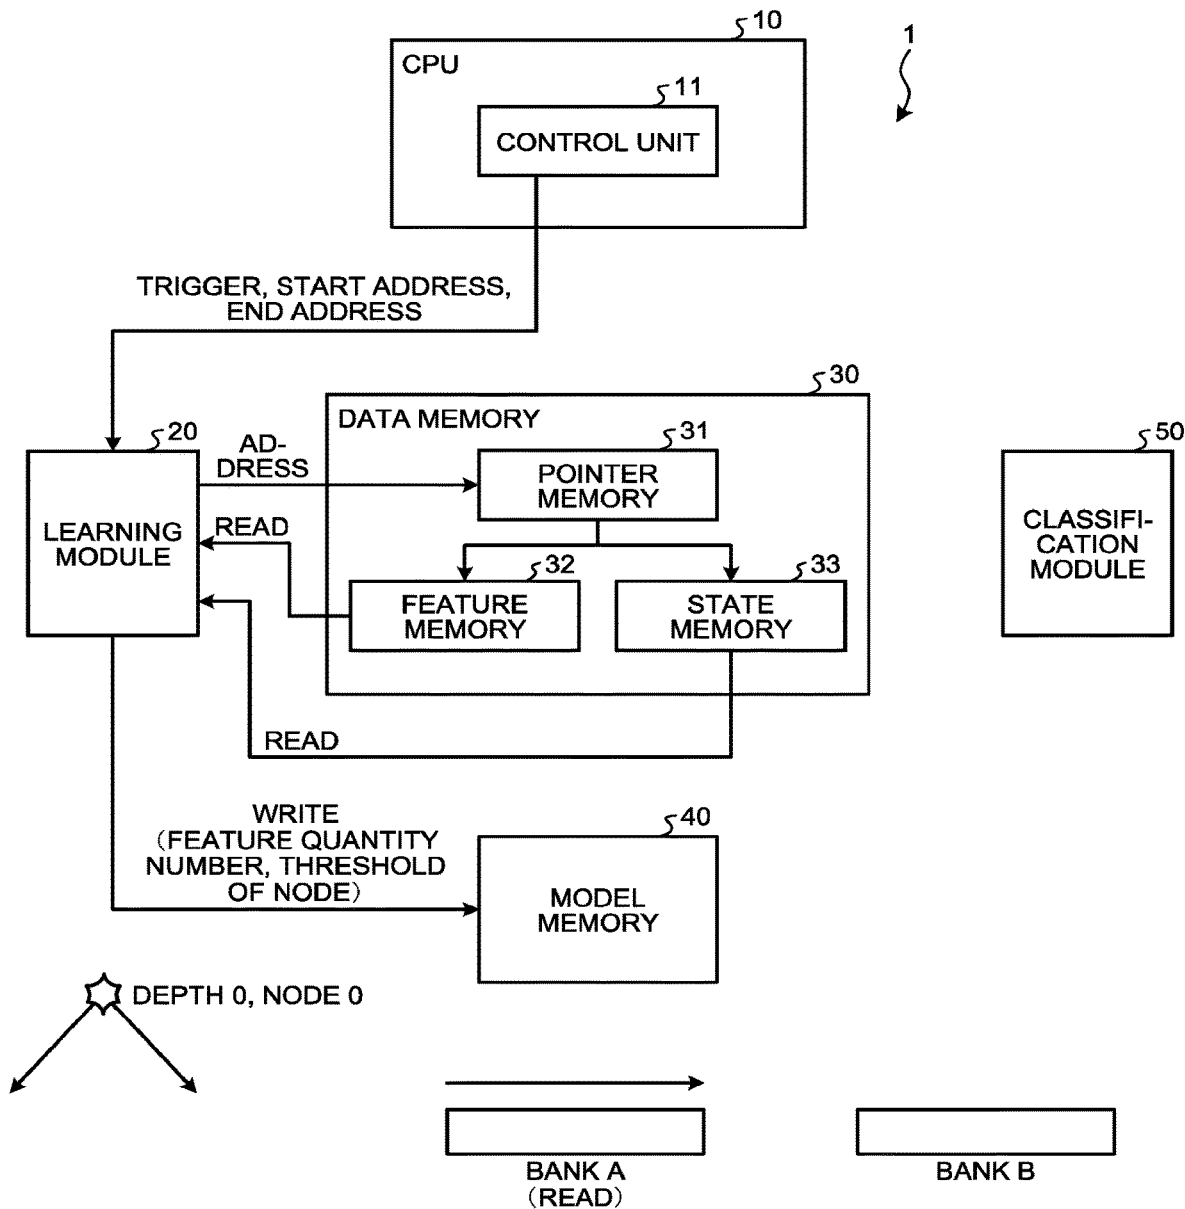 10
1
CPU
11
CONTROL UNIT
TRIGGER, START ADDRESS,
END ADDRESS
30
DATA MEMORY
20
AD-
DRESS
31
50
POINTER
MEMORY
LEARNING
MODULE
READ
CLASSIFI-
CATION
MODULE
32
33
FEATURE
MEMORY
STATE
MEMORY
READ
WRITE
(FEATURE QUANTITY
NUMBER, THRESHOLD
OF NODE)
40
MODEL
MEMORY
DEPTH 0, NODE 0
BANK A
(READ)
BANK B